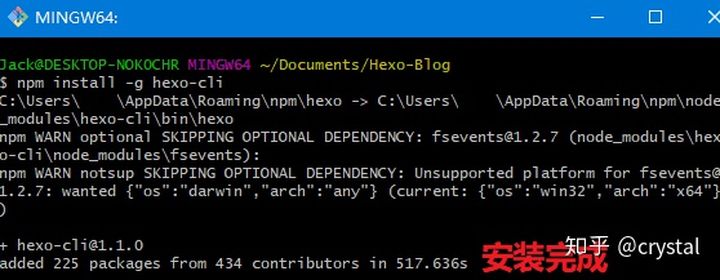 MINGW64:
Jack@DESKTOP-NOKOCHR MINGW64 ~/Documents/Hexo-Blog
$ npm install -g hexo-cli
C:\Users\    \AppData\Roaming\npm\hexo -> C:\Users\    \AppData\Roaming\npm\node
_modules\hexo-cli\bin\hexo
npm WARN optional SKIPPING OPTIONAL DEPENDENCY: fsevents@1.2.7 (node_modules\hex
o-cli\node_modules\fsevents):
npm WARN notsup SKIPPING OPTIONAL DEPENDENCY: Unsupported platform for fsevents@
1.2.7: wanted {"os":"darwin","arch":"any"} (current: {"os":"win32","arch":"x64"}
)
+ hexo-cli@1.1.0
added 225 packages from 434 contributors in 517.636s 安装完成
知乎 @crystal